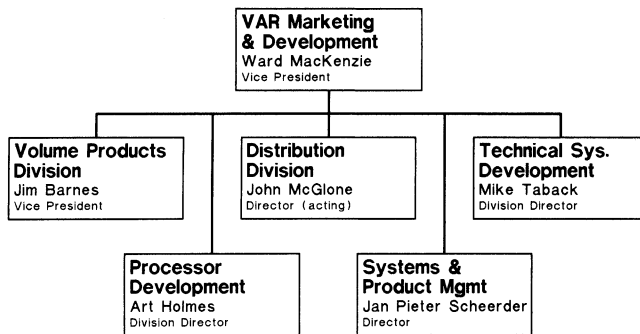 VAR Marketing
& Development
Ward MacKenzie
Vice President
Volume Products
Division
Jim Barnes
Vice President
Distribution
Division
John McGlone
Director (acting)
Technical Sys.
Development
Mike Taback
Division Director
Processor
Development
Art Holmes
Division Director
Systems &
Product Mgmt
Jan Pieter Scheerder
Director